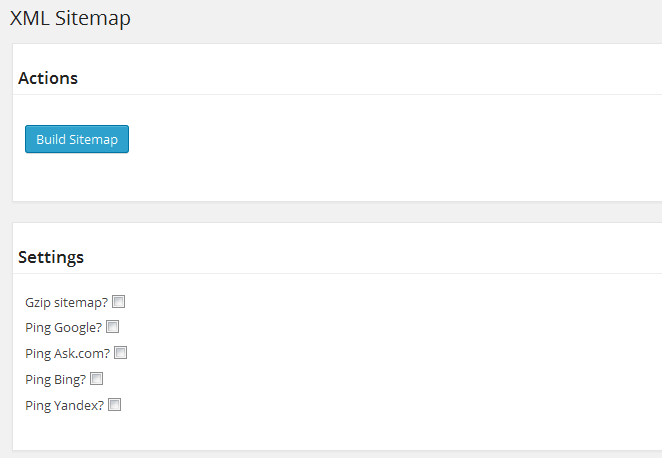 XML Sitemap
Actions
Build Sitemap
Settings
Gzip sitemap?
Ping Google?
Ping Ask.com?
Ping Bing?
Ping Yandex?